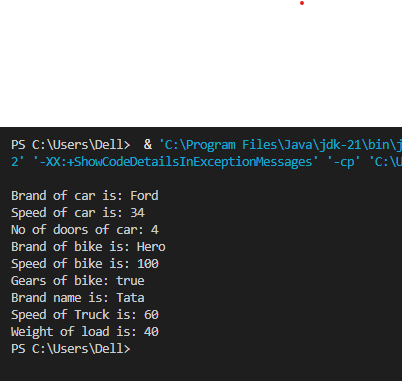 PS C:\Users\Dell>  & 'C:\Program Files\Java\jdk-21\bin\j
2' '-XX:+ShowCodeDetailsInExceptionMessages' '-cp' 'C:\U
Brand of car is: Ford
Speed of car is: 34
No of doors of car: 4
Brand of bike is: Hero
Speed of bike is: 100
Gears of bike: true
Brand name is: Tata
Speed of Truck is: 60
Weight of load is: 40
PS C:\Users\Dell>